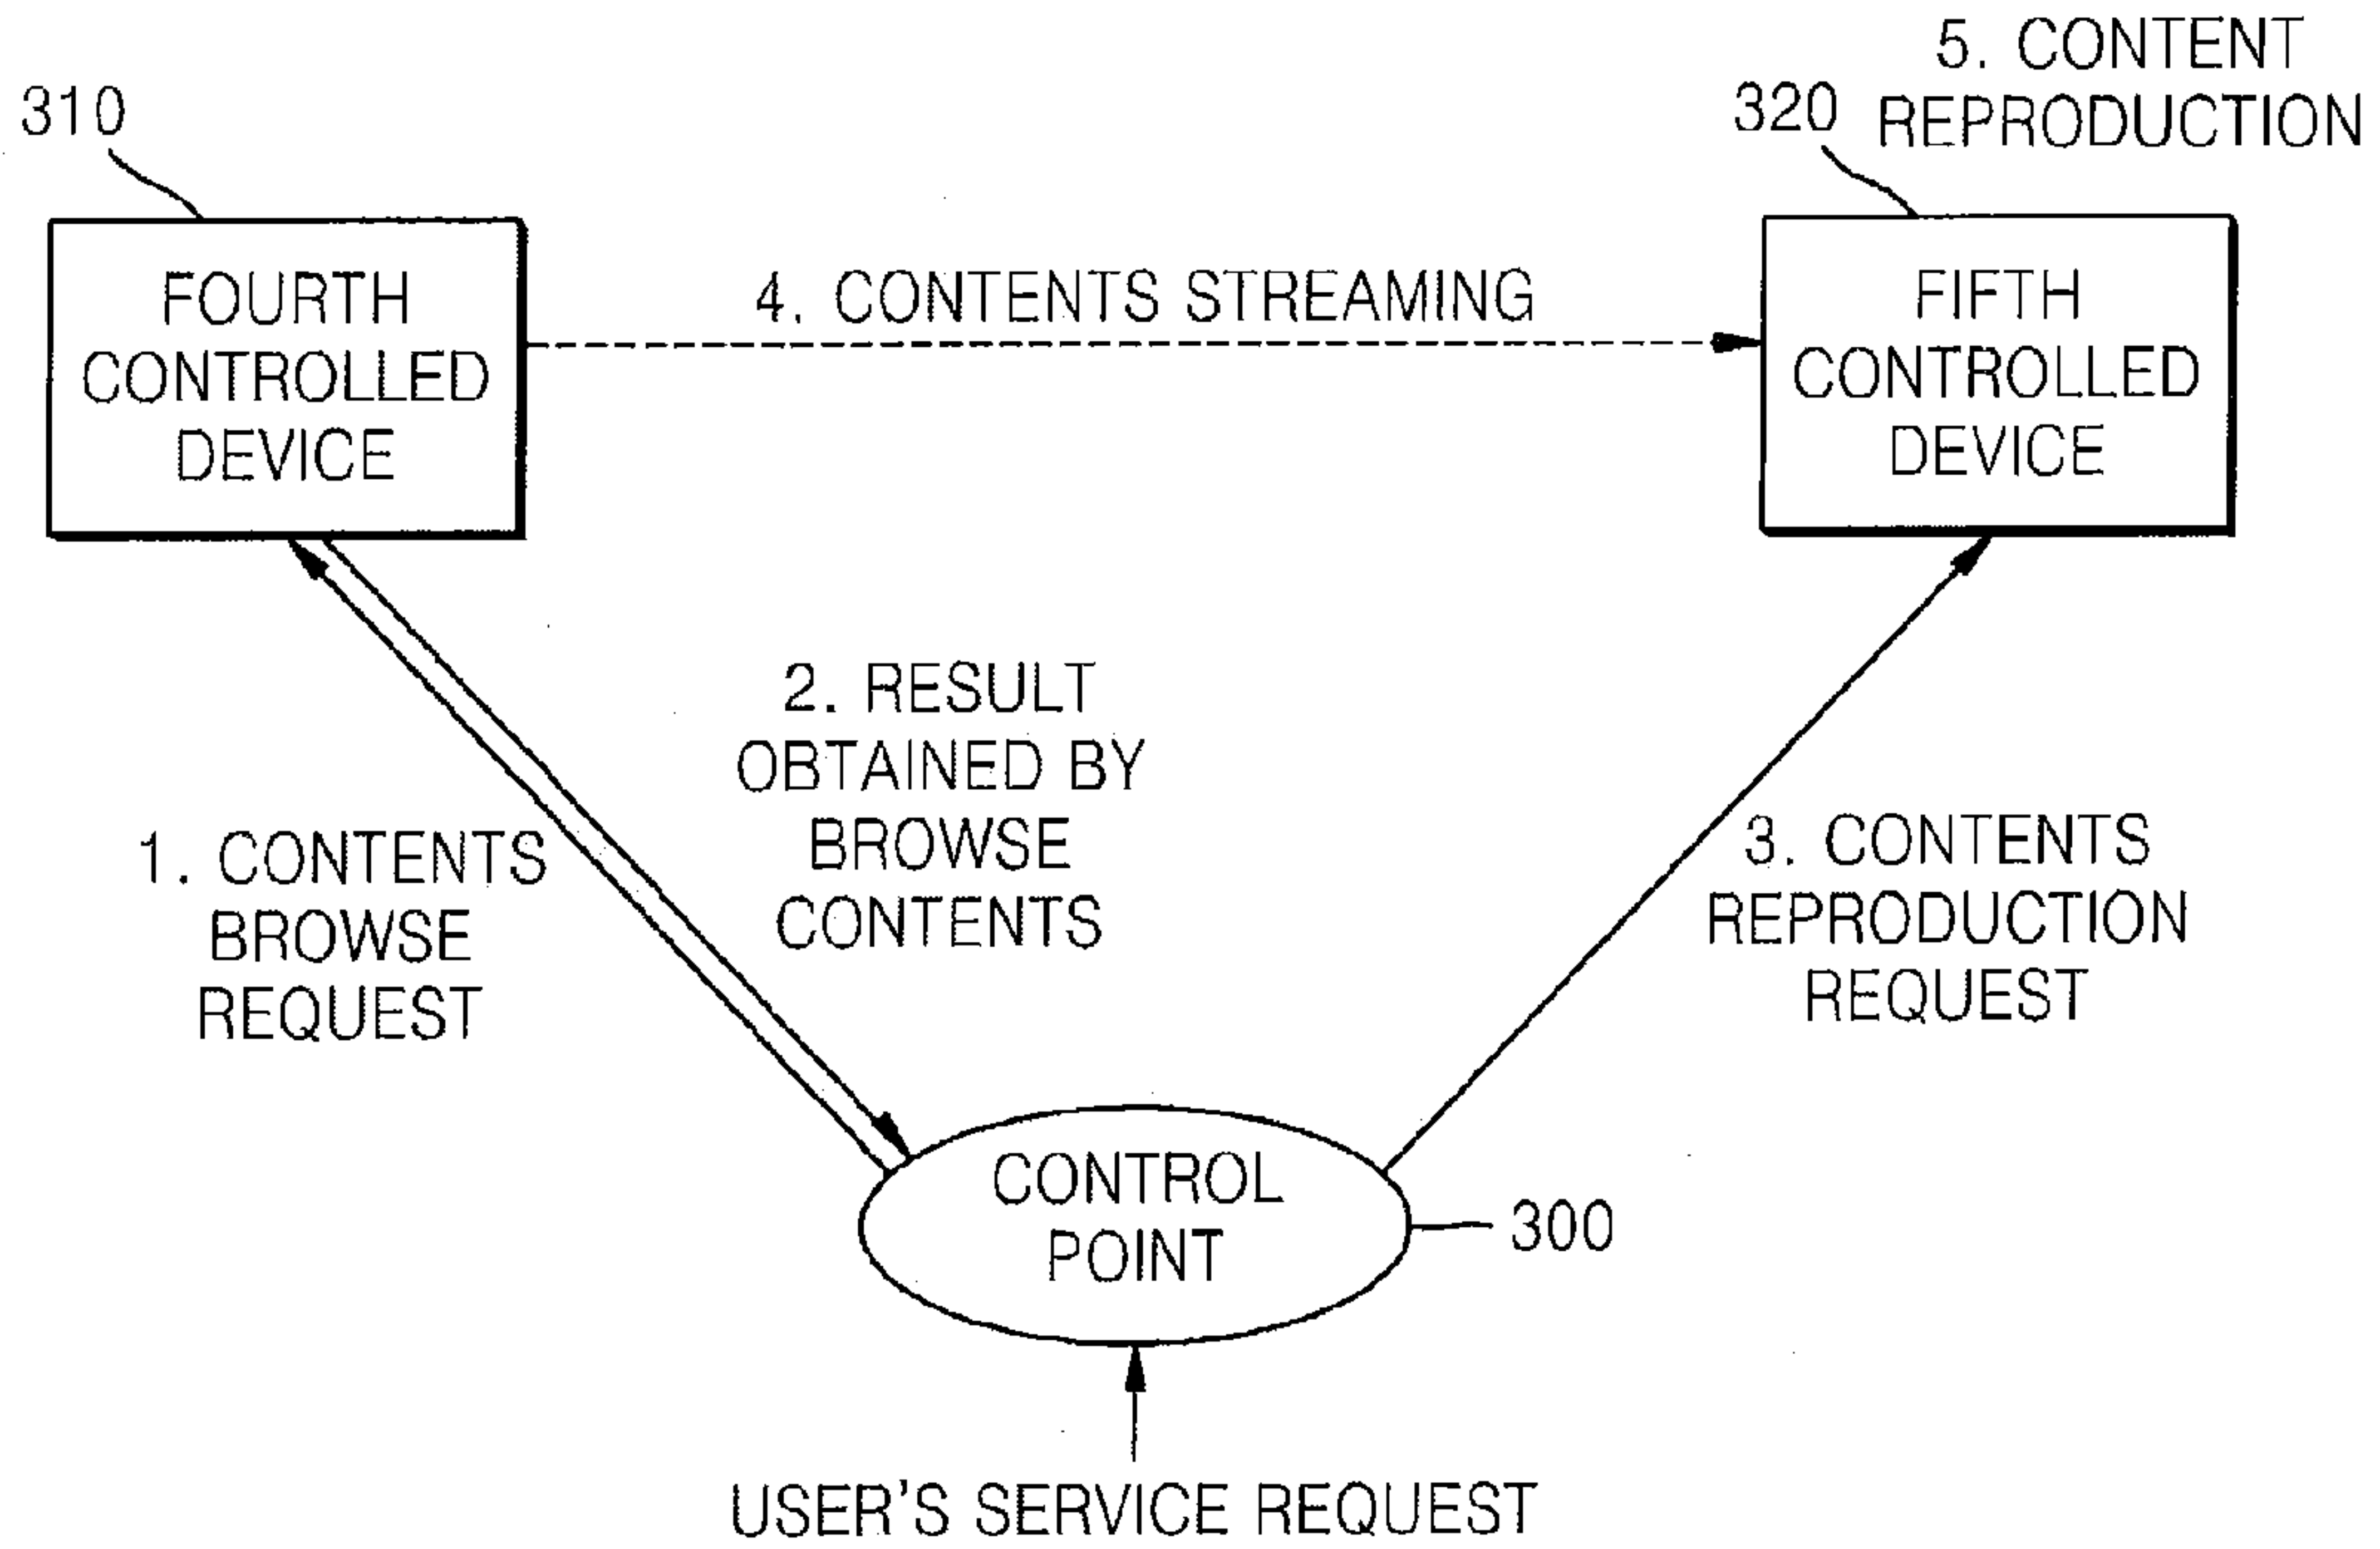 5. CONTENT
REPRODUCTION
310
320
FOURTH
CONTROLLED
DEVICE
4. CONTENTS STREAMING
FIFTH
CONTROLLED
DEVICE
2. RESULT
OBTAINED BY
BROWSE
CONTENTS
1. CONTENTS
BROWSE
REQUEST
3. CONTENTS
REPRODUCTION
REQUEST
CONTROL
POINT
300
USER'S SERVICE REQUEST